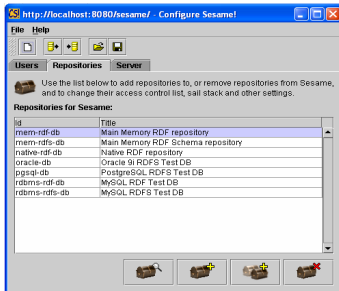 http://localhost:8080/sesame/ - Configure Sesame!
File Help
Users Repositories Server
Use the list below to add repositories to, or remove repositories from Sesame,
and to change their access control list, sail stack and other settings.
Repositories for Sesame:
Id Title
mem-rdf-db Main Memory RDF repository
mem-rdfs-db Main Memory RDF Schema repository
native-rdf-db Native RDF repository
oracle-db Oracle 9i RDFS Test DB
pgsql-db PostgreSQL RDFS Test DB
rdbms-rdf-db MySQL RDF Test DB
rdbms-rdfs-db MySQL RDFS Test DB